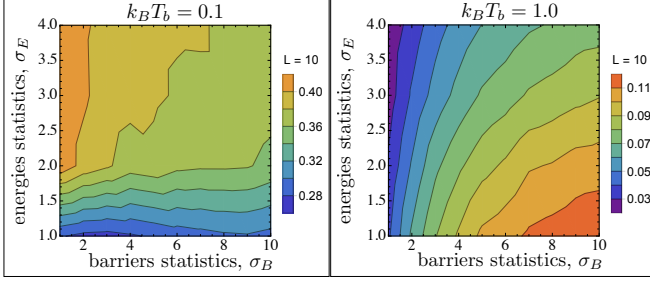 k_B T_b = 0.1
energies statistics, σ_E
4.0
3.5
3.0
2.5
2.0
1.5
1.0
2 4 6 8 10
barriers statistics, σ_B
L = 10
0.40
0.36
0.32
0.28
k_B T_b = 1.0
energies statistics, σ_E
4.0
3.5
3.0
2.5
2.0
1.5
1.0
2 4 6 8 10
barriers statistics, σ_B
L = 10
0.11
0.09
0.07
0.05
0.03